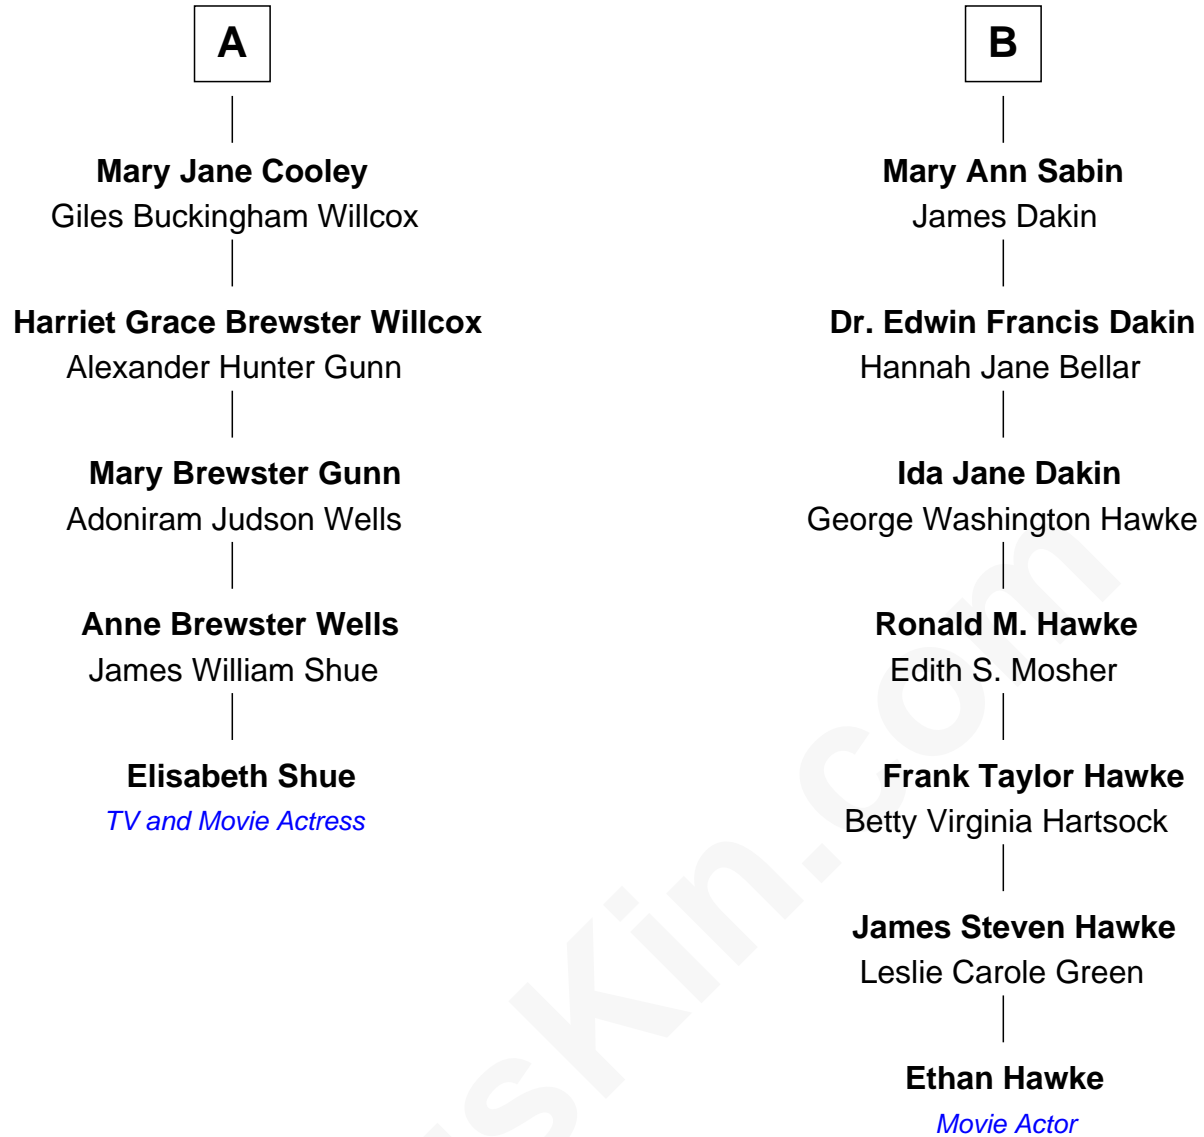 A
Mary Jane Cooley
Giles Buckingham Willcox
Harriet Grace Brewster Willcox
Alexander Hunter Gunn
Mary Brewster Gunn
Adoniram Judson Wells
Anne Brewster Wells
James William Shue
Elisabeth Shue
TV and Movie Actress
B
Mary Ann Sabin
James Dakin
Dr. Edwin Francis Dakin
Hannah Jane Bellar
Ida Jane Dakin
George Washington Hawke
Ronald M. Hawke
Edith S. Mosher
Frank Taylor Hawke
Betty Virginia Hartsock
James Steven Hawke
Leslie Carole Green
Ethan Hawke
Movie Actor
sKin.com